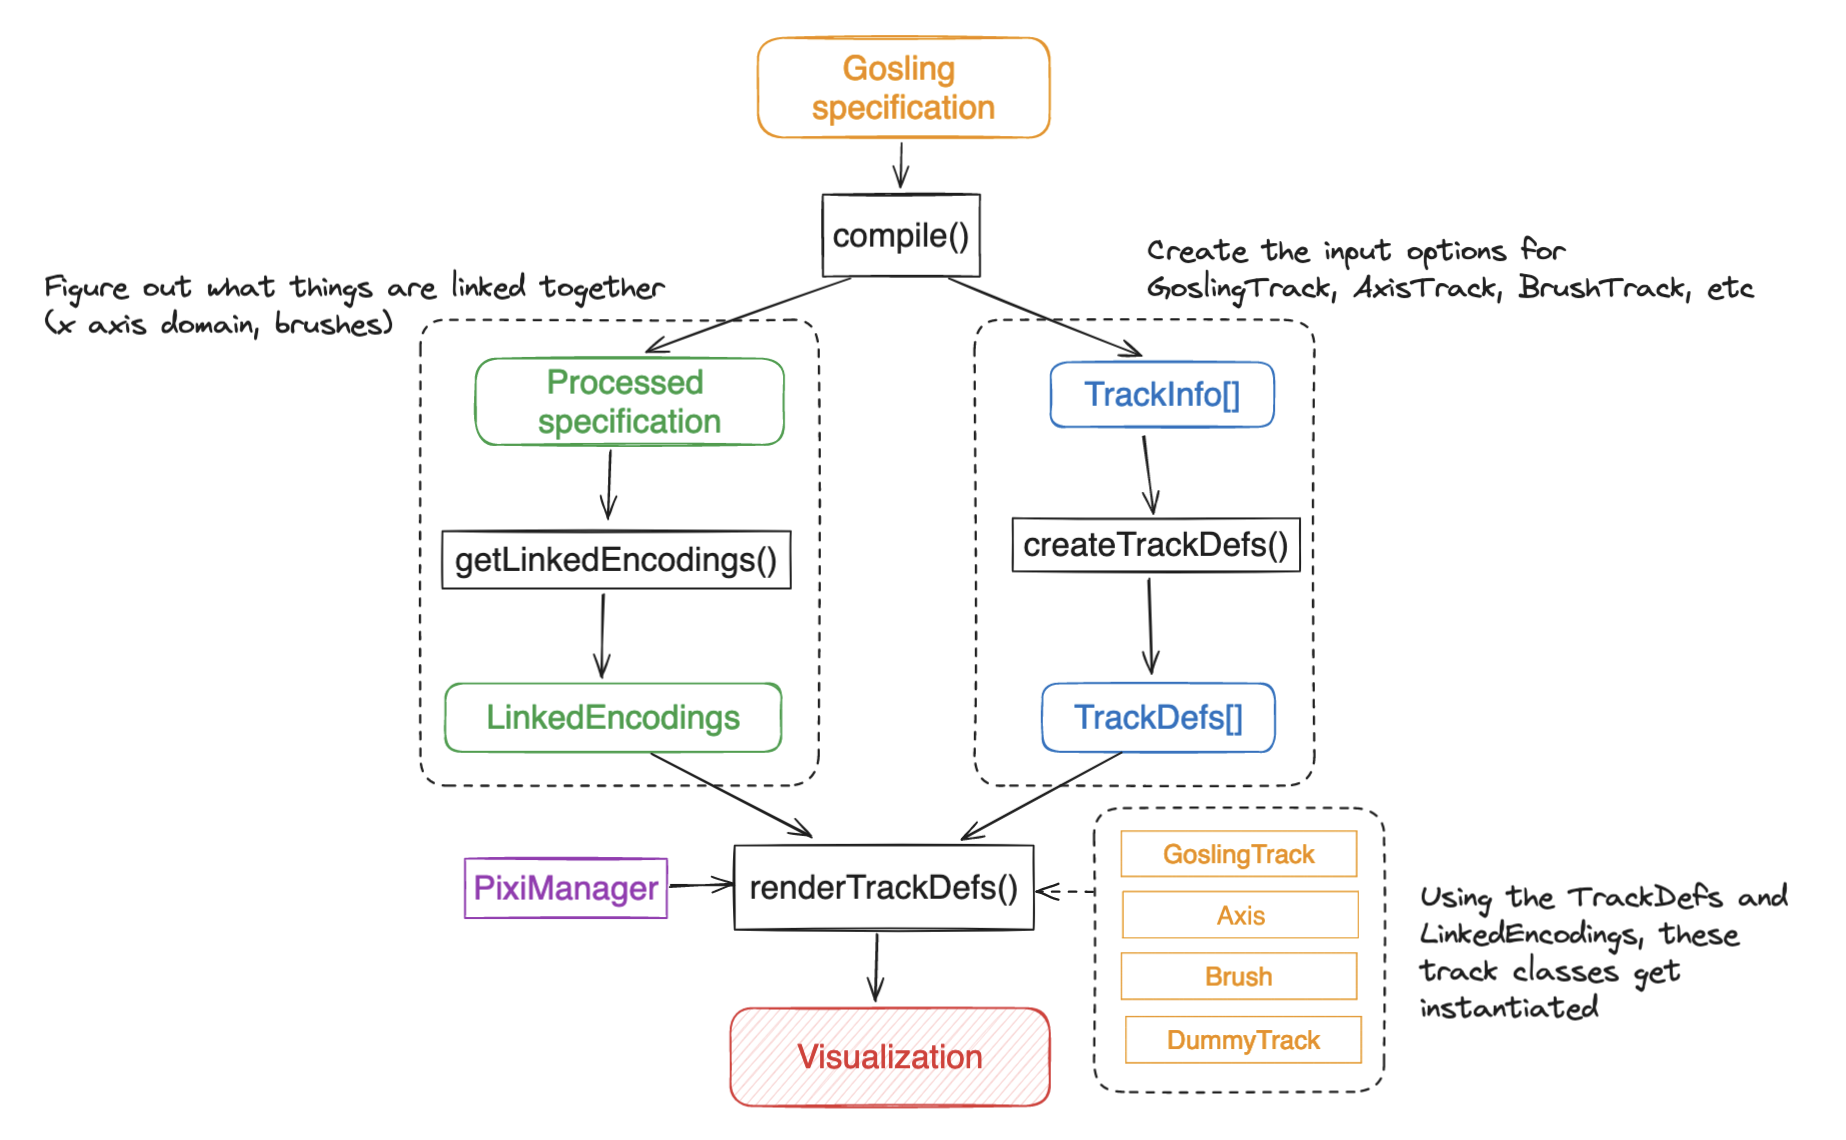 Gosling
specification
compile()
Figure out what things are linked together
(x axis domain, brushes)
Create the input options for
GoslingTrack, AxisTrack, BrushTrack, etc
Processed
specification
getLinkedEncodings()
LinkedEncodings
TrackInfo[]
createTrackDefs()
TrackDefs[]
PixiManager
renderTrackDefs()
GoslingTrack
Axis
Brush
DummyTrack
Using the TrackDefs and
LinkedEncodings, these
track classes get
instantiated
Visualization